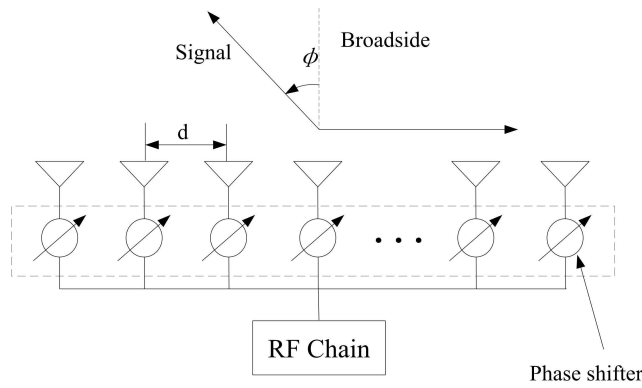 Broadside
Signal
ϕ
d
• • •
RF Chain
Phase shifter